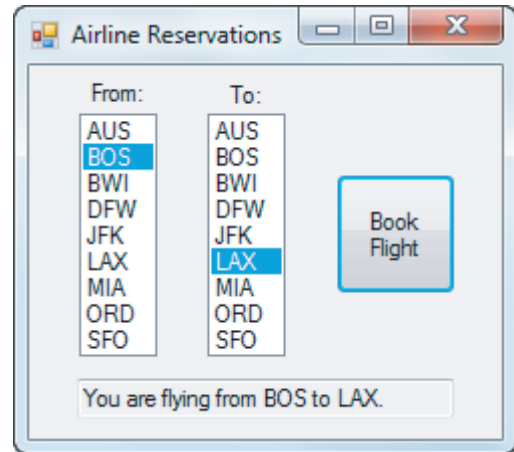 Airline Reservations
From:
AUS
BOS
BWI
DFW
JFK
LAX
MIA
ORD
SFO
To:
AUS
BOS
BWI
DFW
JFK
LAX
MIA
ORD
SFO
Book
Flight
You are flying from BOS to LAX.